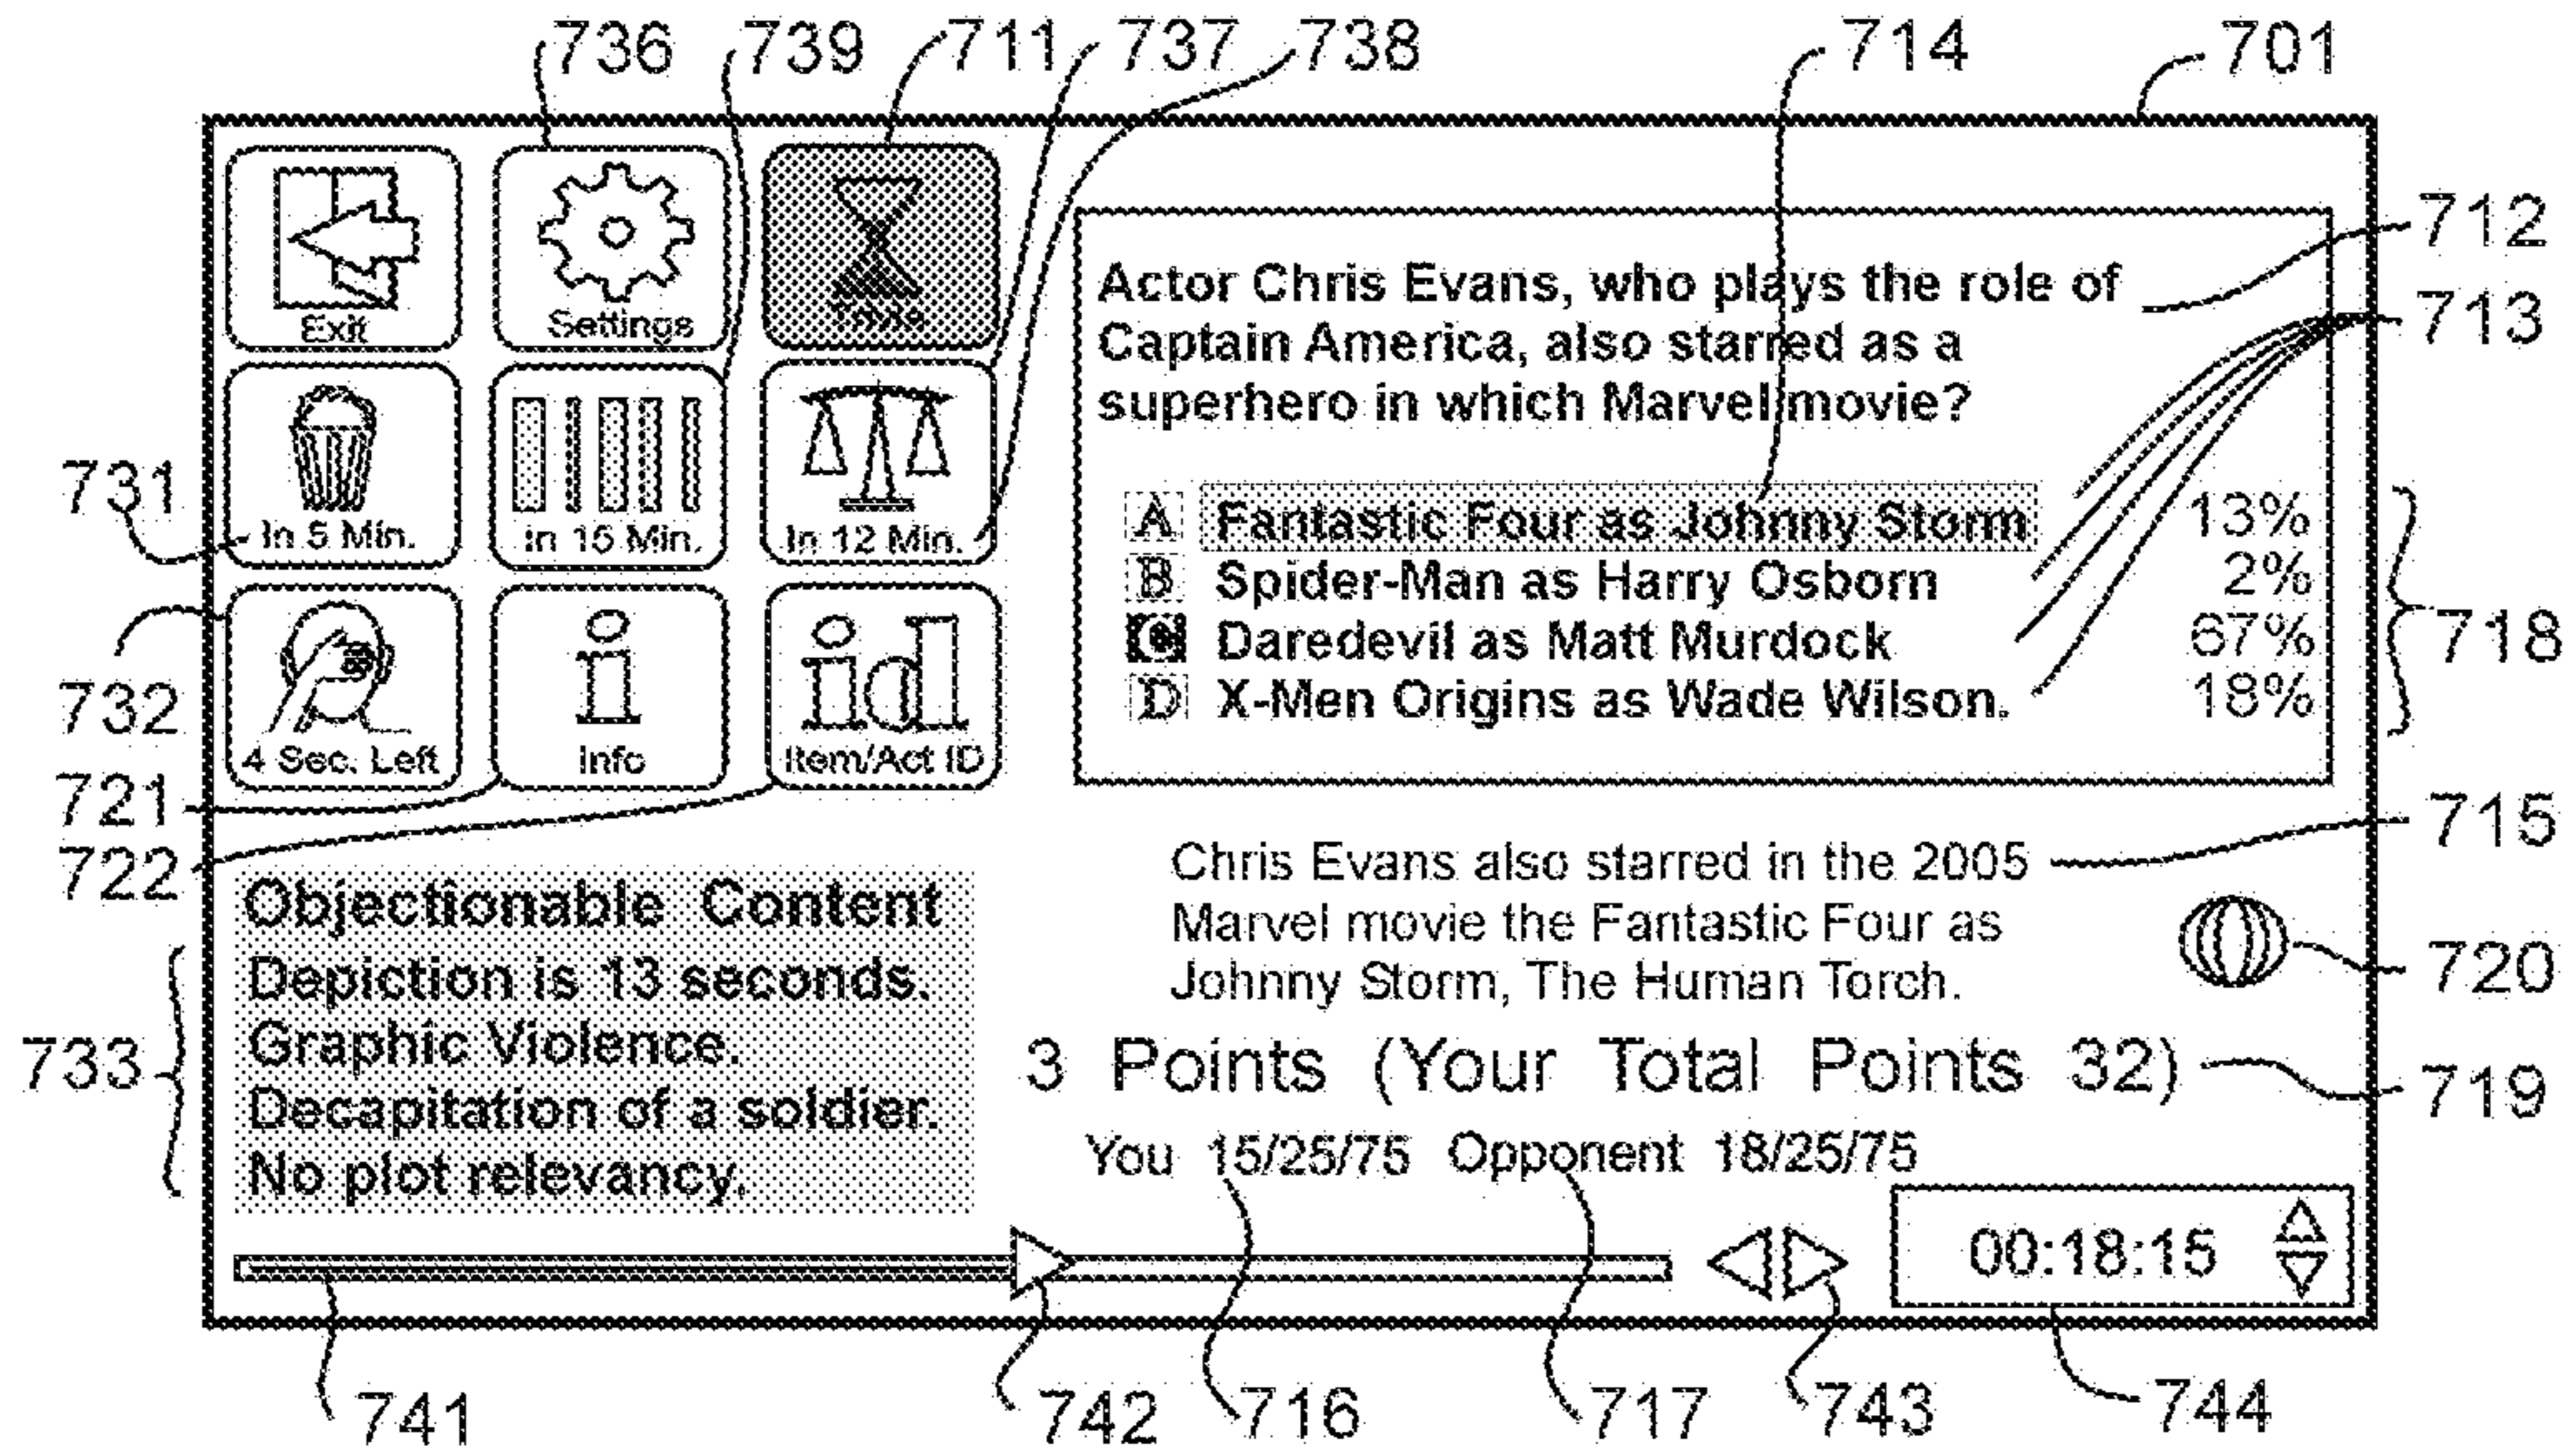 736 739 711 737 738 714 701
Exit
Settings
712
713
Actor Chris Evans, who plays the role of
Captain America, also starred as a
superhero in which Marvel movie?
731
In 5 Min.
In 15 Min.
In 12 Min.
A Fantastic Four as Johnny Storm 13%
B Spider-Man as Harry Osborn 2%
C Daredevil as Matt Murdock 67%
D X-Men Origins as Wade Wilson. 18%
718
732
4 Sec. Left
i
Info
id
Item/Act ID
721
722
715
Chris Evans also starred in the 2005
Marvel movie the Fantastic Four as
Johnny Storm, The Human Torch.
720
Objectionable Content
Depiction is 13 seconds.
Graphic Violence.
Decapitation of a soldier.
No plot relevancy.
733
3 Points (Your Total Points 32)
719
You 15/25/75 Opponent 18/25/75
00:18:15
741 742 716 717 743 744